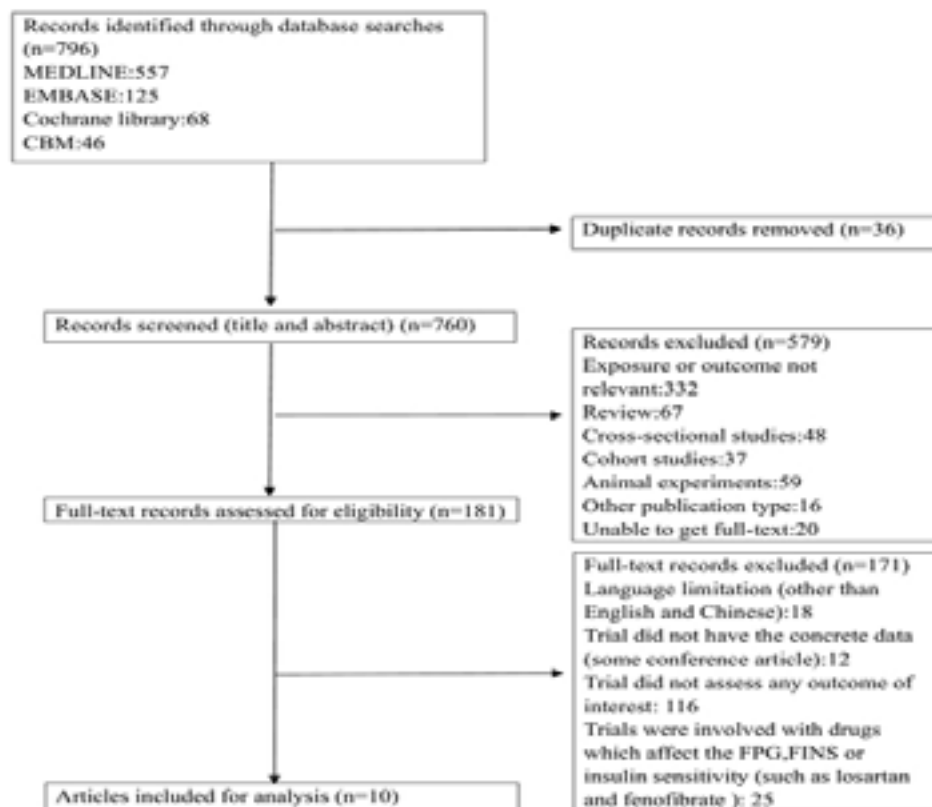 Records identified through database searches
(n=796)
MEDLINE:557
EMBASE:125
Cochrane library:68
CBM:46
Duplicate records removed (n=36)
Records screened (title and abstract) (n=760)
Records excluded (n=579)
Exposure or outcome not
relevant:332
Review:67
Cross-sectional studies:48
Cohort studies:37
Animal experiments:59
Other publication type:16
Unable to get full-text:20
Full-text records assessed for eligibility (n=181)
Full-text records excluded (n=171)
Language limitation (other than
English and Chinese):18
Trial did not have the concrete data
(some conference article):12
Trial did not assess any outcome of
interest: 116
Trials were involved with drugs
which affect the FPG,FINS or
insulin sensitivity (such as losartan
and fenofibrate ): 25
Articles included for analysis (n=10)